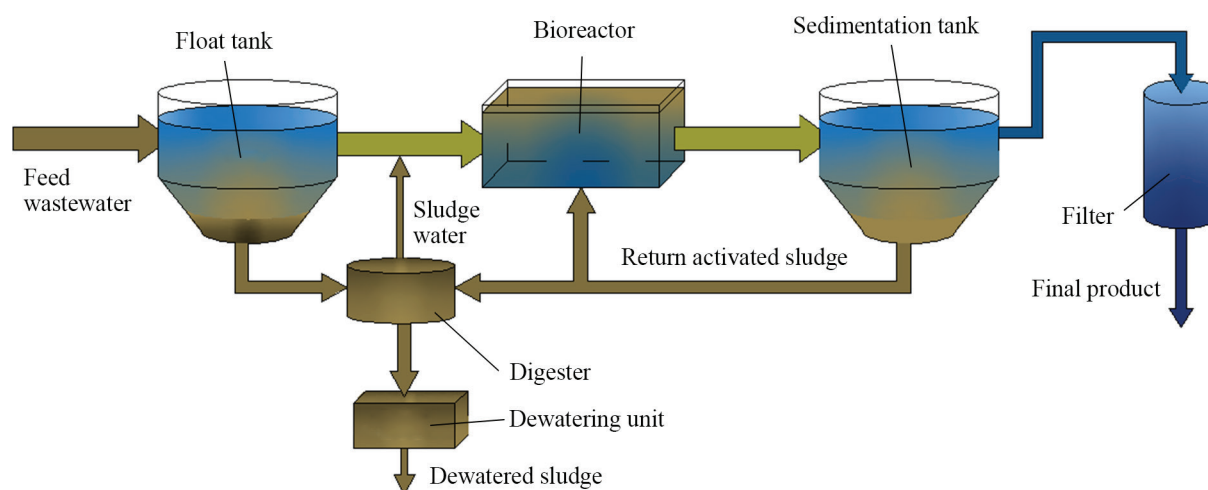 Float tank
Bioreactor
Sedimentation tank
Feed
wastewater
Sludge
water
Return activated sludge
Filter
Final product
Digester
Dewatering unit
Dewatered sludge